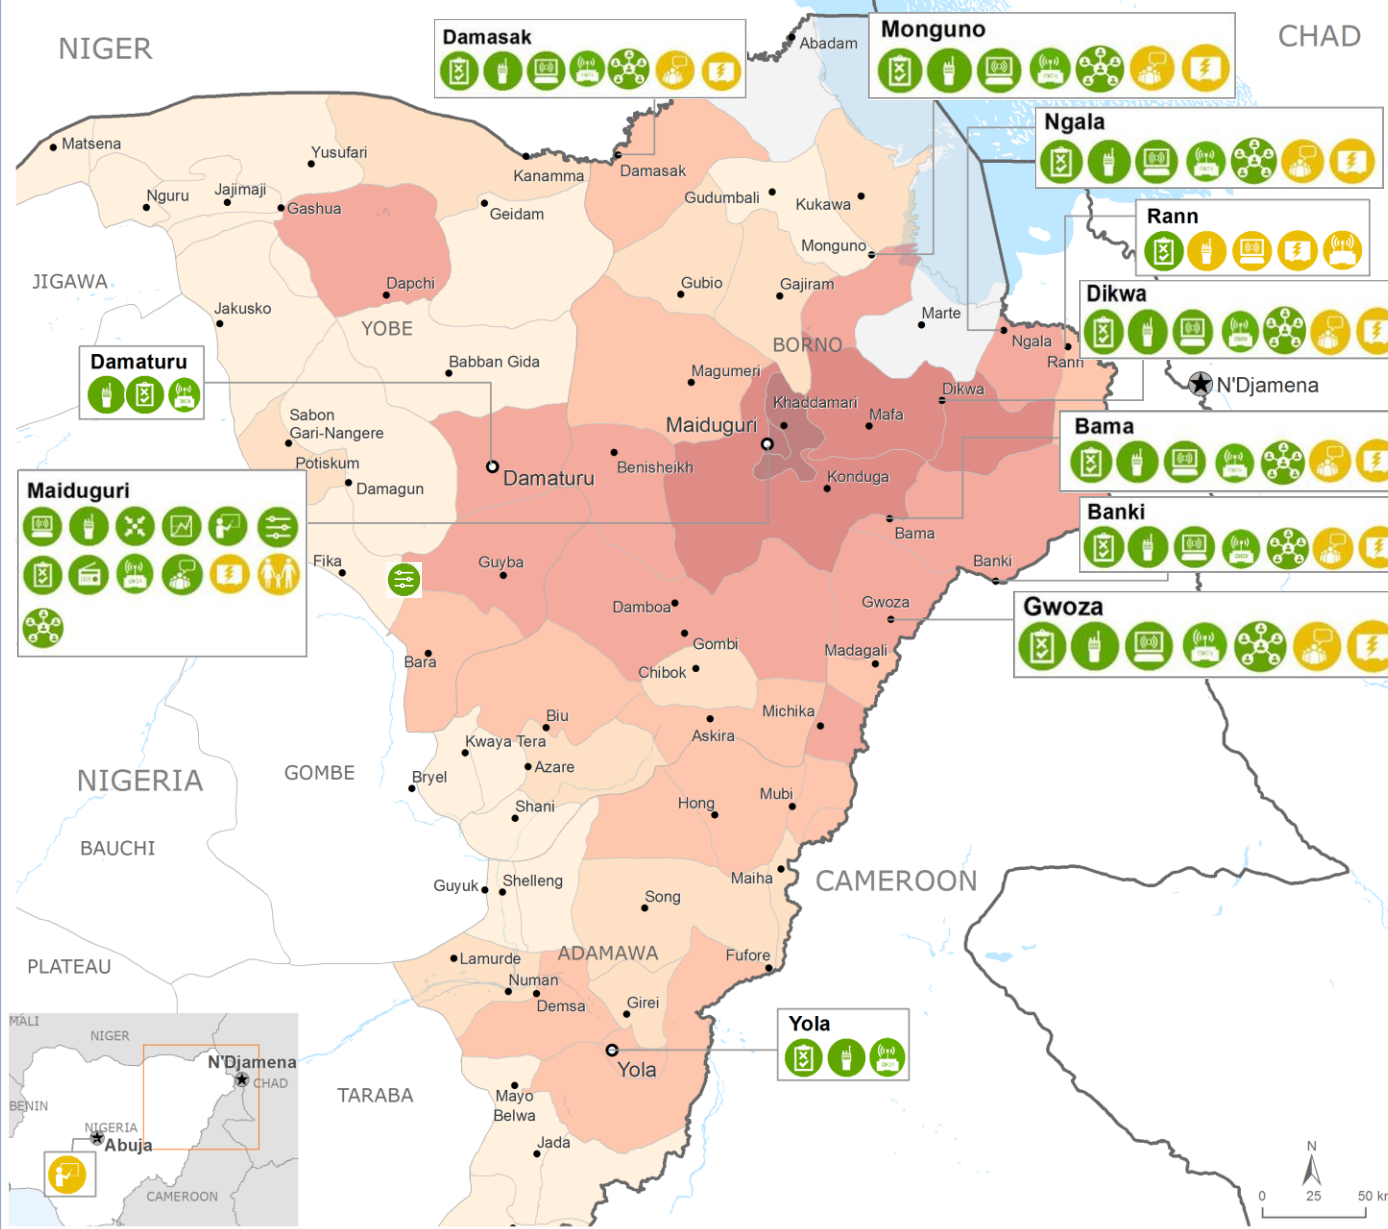 NIGER
Damasak
Abadam
Monguno
CHAD
Matsena
Yusufari
Kanamma
Damasak
Ngala
Nguru
Jajimaji
Gashua
Geidam
Gudumbali
Kukawa
Rann
JIGAWA
Monguno
Dapchi
Gubio
Gajiram
Dikwa
Jakusko
YOBE
Marte
BORNO
Ngala
Rann
Damaturu
Babban Gida
Magumeri
N'Djamena
Dikwa
Khaddamari
Mafa
Sabon
Gari-Nangere
Maiduguri
Bama
Potiskum
Benisheikh
Damaturu
Konduga
Maiduguri
Damagun
Banki
Bama
Fika
Guyba
Banki
Damboa
Gwoza
Gwoza
Gombi
Madagali
Bara
Chibok
Biu
Michika
Kwaya Tera
Askira
NIGERIA
GOMBE
Bryel
Azare
Mubi
Shani
Hong
BAUCHI
Maiha
CAMEROON
Guyuk
Shelleng
Song
PLATEAU
Lamurde
ADAMAWA
Fufore
Numan
Demsa
Girei
MALI
NIGER
Yola
N'Djamena
CHAD
Yola
TARABA
Mayo
Belwa
BENIN
NIGERIA
Abuja
Jada
CAMEROON
N
0 25 50 km